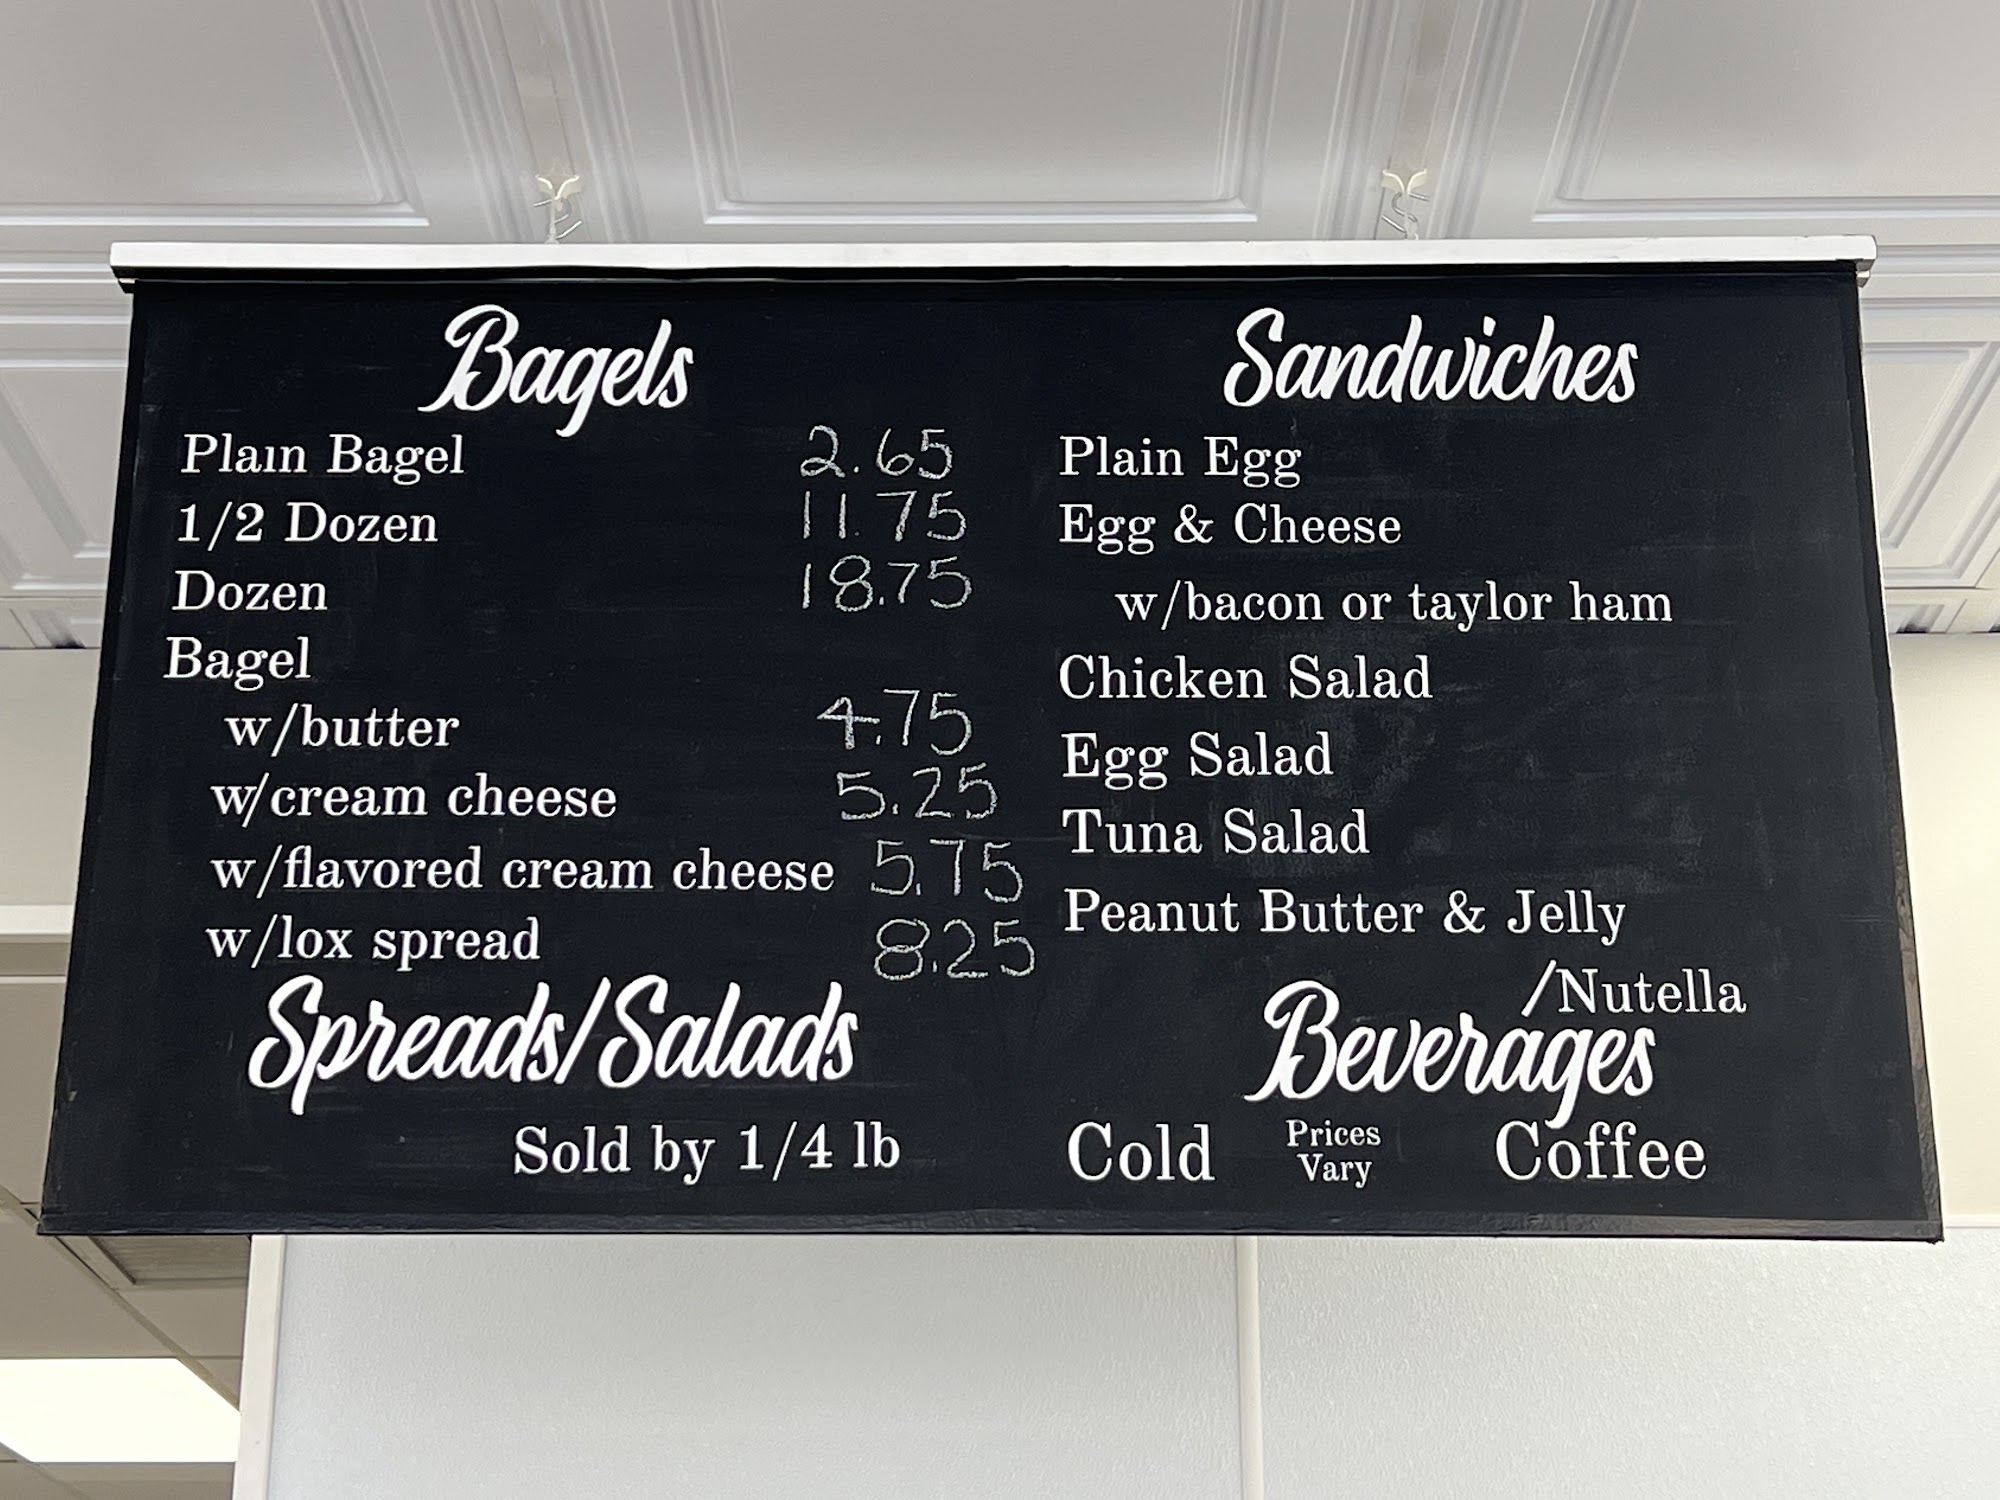 Bagels
Plain Bagel 2.65
1/2 Dozen 11.75
Dozen 18.75
Bagel
w/butter 4.75
w/cream cheese 5.25
w/flavored cream cheese 5.75
w/lox spread 8.25
Spreads/Salads
Sold by 1/4 lb
Sandwiches
Plain Egg
Egg & Cheese
w/bacon or taylor ham
Chicken Salad
Egg Salad
Tuna Salad
Peanut Butter & Jelly
/Nutella
Beverages
Cold Prices Vary Coffee